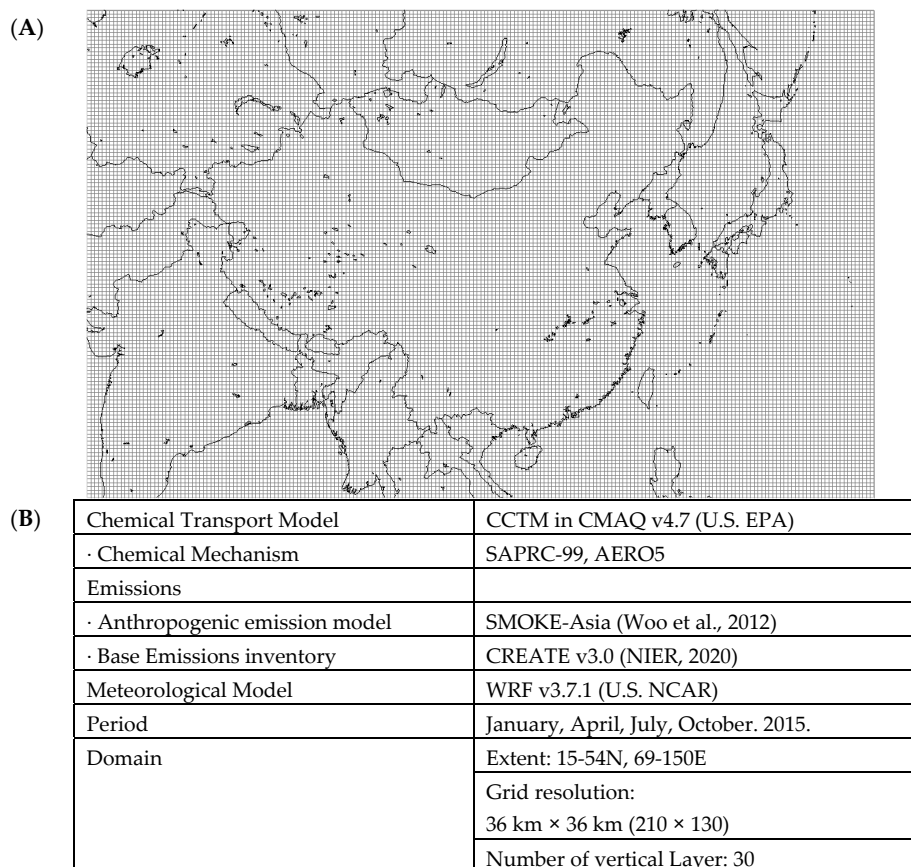 (A)
(B)
Chemical Transport Model CCTM in CMAQ v4.7 (U.S. EPA)
· Chemical Mechanism SAPRC-99, AERO5
Emissions
· Anthropogenic emission model SMOKE-Asia (Woo et al., 2012)
· Base Emissions inventory CREATE v3.0 (NIER, 2020)
Meteorological Model WRF v3.7.1 (U.S. NCAR)
Period January, April, July, October. 2015.
Domain Extent: 15-54N, 69-150E
Grid resolution:
36 km × 36 km (210 × 130)
Number of vertical Layer: 30